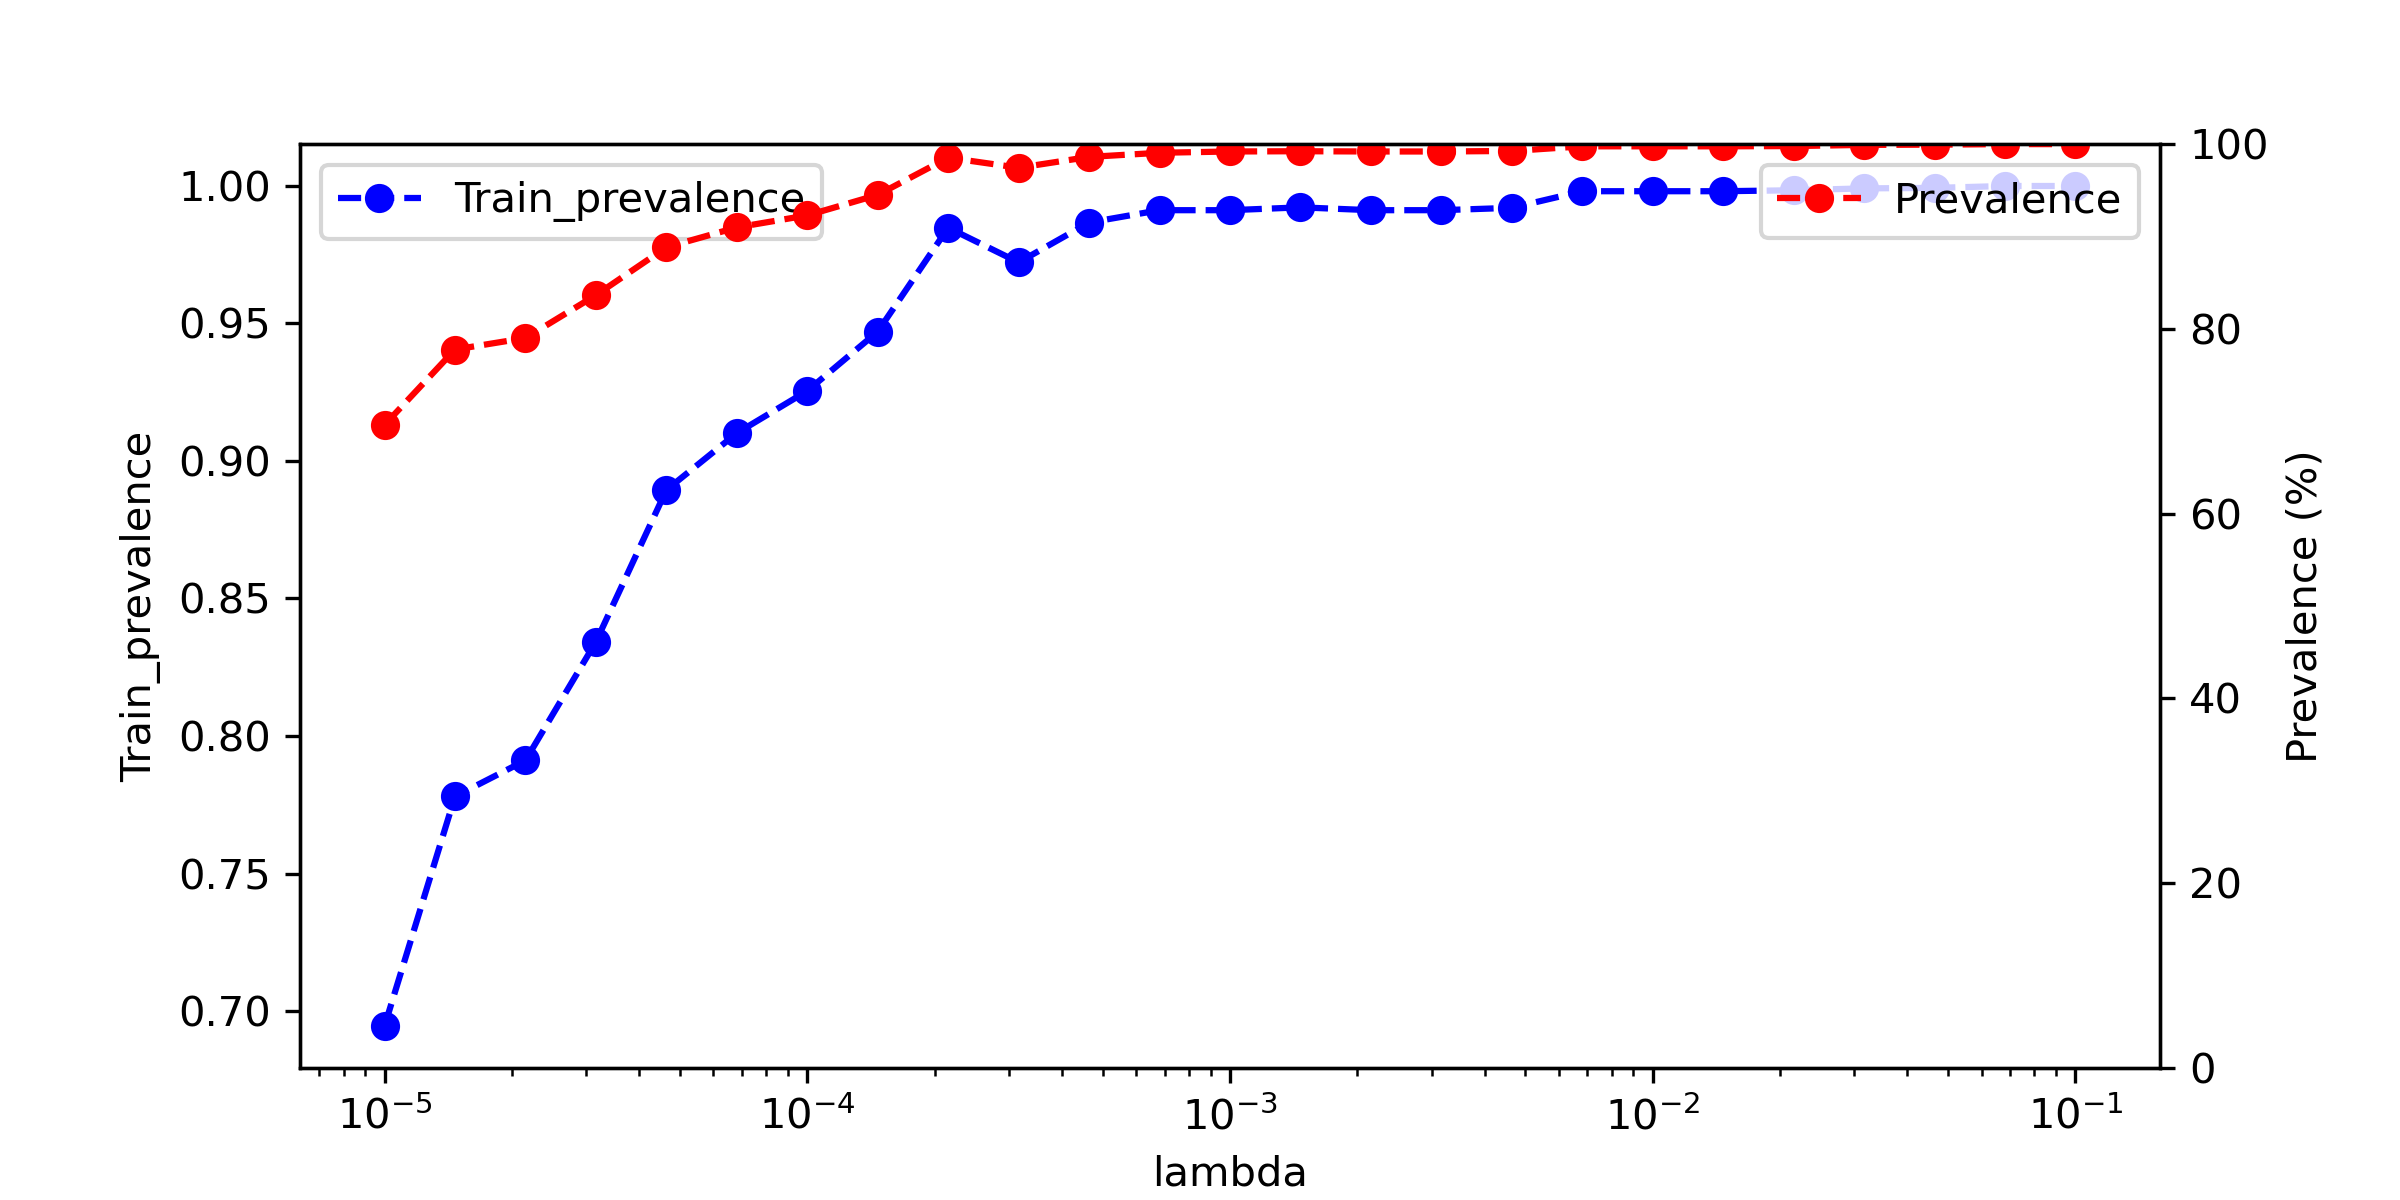 Train_prevalence
Prevalence
1.00
0.95
0.90
0.85
0.80
0.75
0.70
Train_prevalence
100
80
60
40
20
0
Prevalence (%)
10⁻⁵ 10⁻⁴ 10⁻³ 10⁻² 10⁻¹
lambda